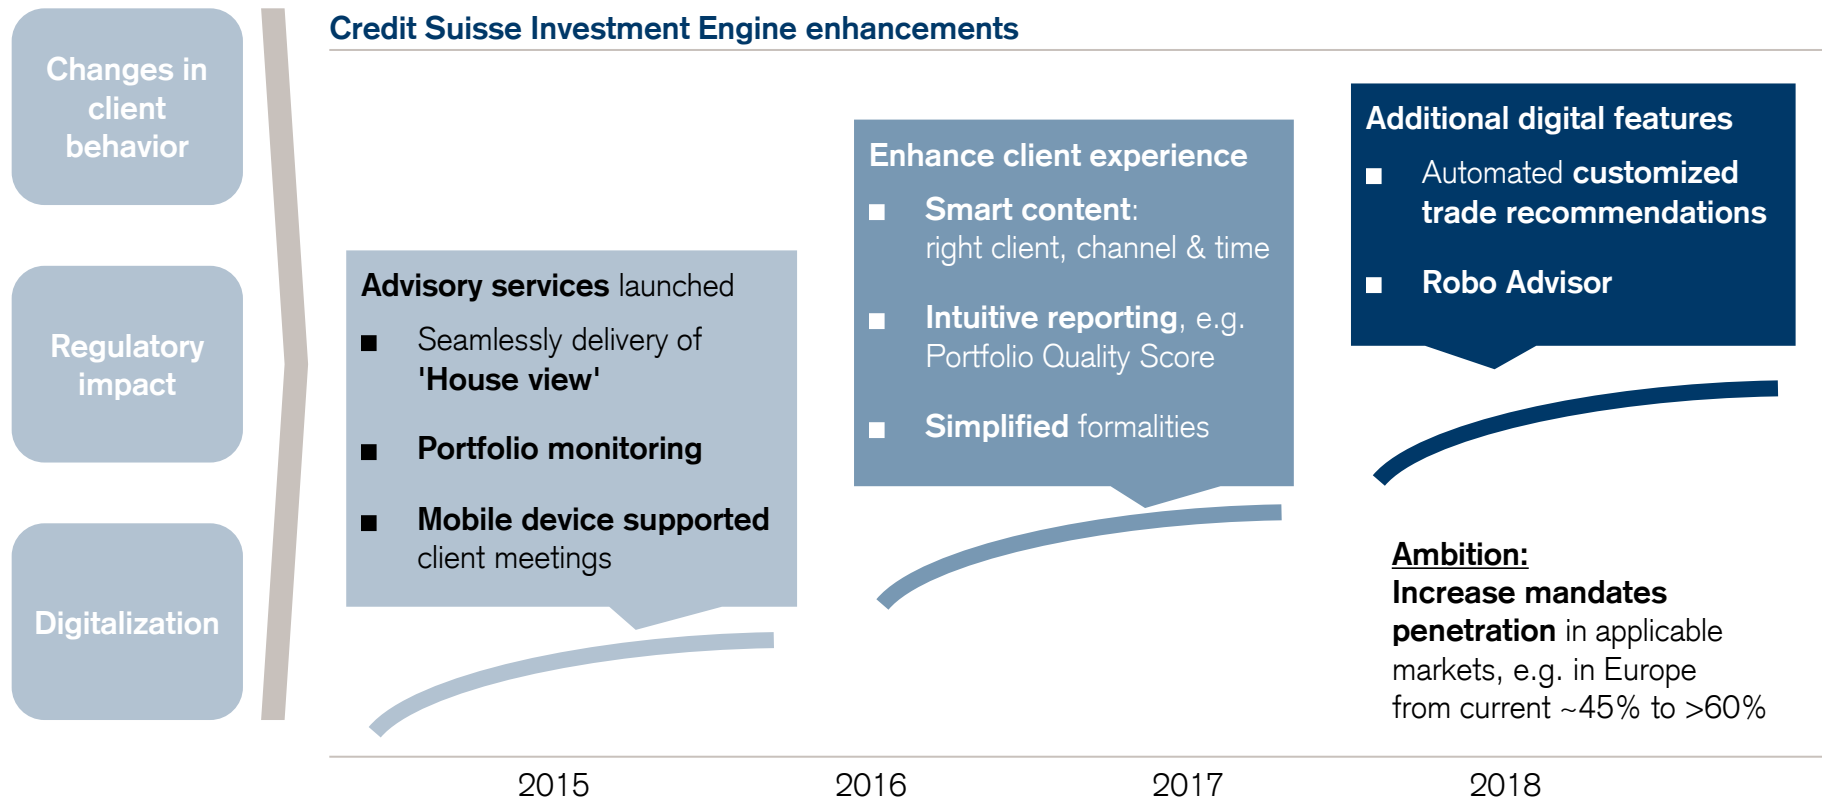 Credit Suisse Investment Engine enhancements
Changes in
client
behavior
Regulatory
impact
Digitalization
Advisory services launched
■ Seamlessly delivery of
'House view'
■ Portfolio monitoring
■ Mobile device supported
client meetings
Enhance client experience
■ Smart content:
right client, channel & time
■ Intuitive reporting, e.g.
Portfolio Quality Score
■ Simplified formalities
Additional digital features
■ Automated customized
trade recommendations
■ Robo Advisor
Ambition:
Increase mandates
penetration in applicable
markets, e.g. in Europe
from current ~45% to >60%
2015
2016
2017
2018